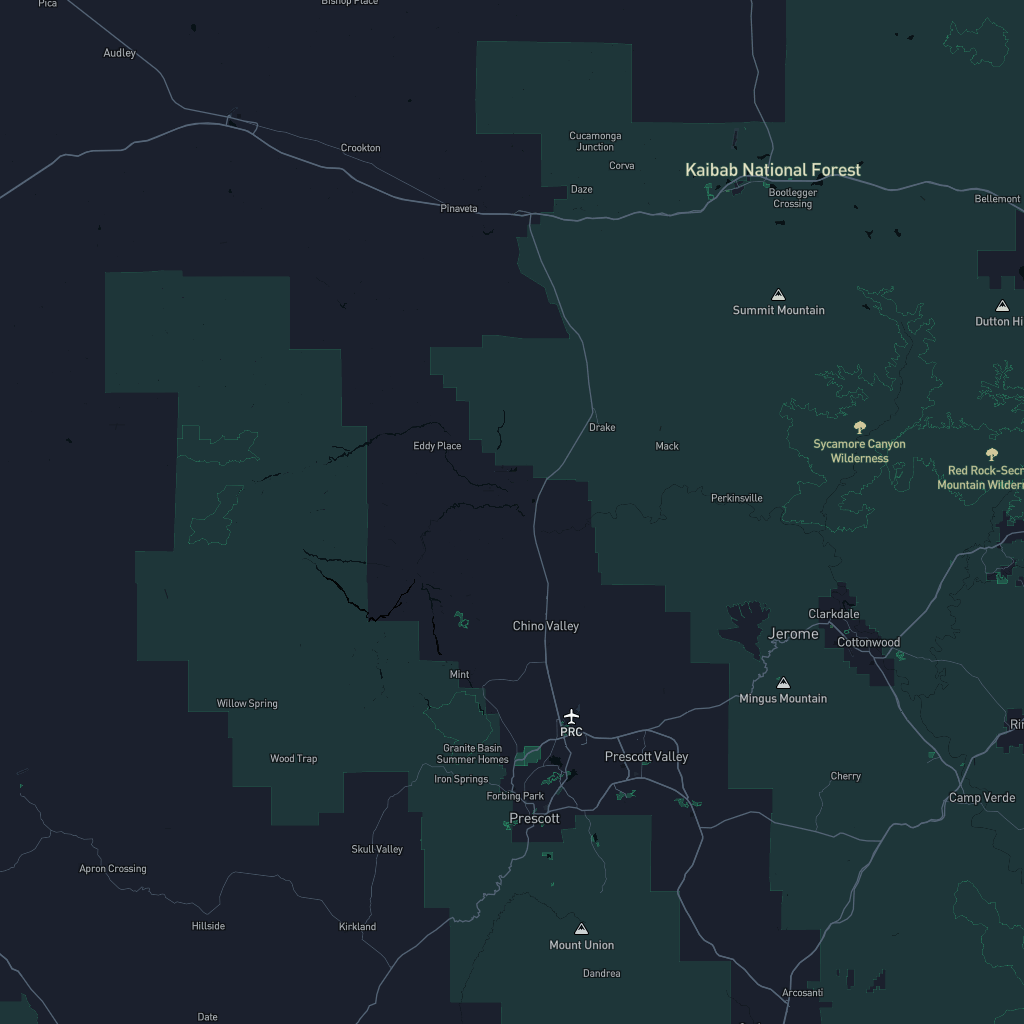 Pica
Bishop Place
Audley
Crookton
Cucamonga
Junction
Corva
Daze
Kaibab National Forest
Bootlegger
Crossing
Bellemont
Pinaveta
Summit Mountain
Dutton Hi
Drake
Eddy Place
Mack
Sycamore Canyon
Wilderness
Red Rock-Secr
Mountain Wildern
Perkinsville
Chino Valley
Clarkdale
Jerome
Cottonwood
Mint
Willow Spring
Mingus Mountain
PRC
Granite Basin
Summer Homes
Wood Trap
Prescott Valley
Iron Springs
Cherry
Forbing Park
Camp Verde
Prescott
Skull Valley
Apron Crossing
Hillside
Kirkland
Mount Union
Dandrea
Arcosanti
Date